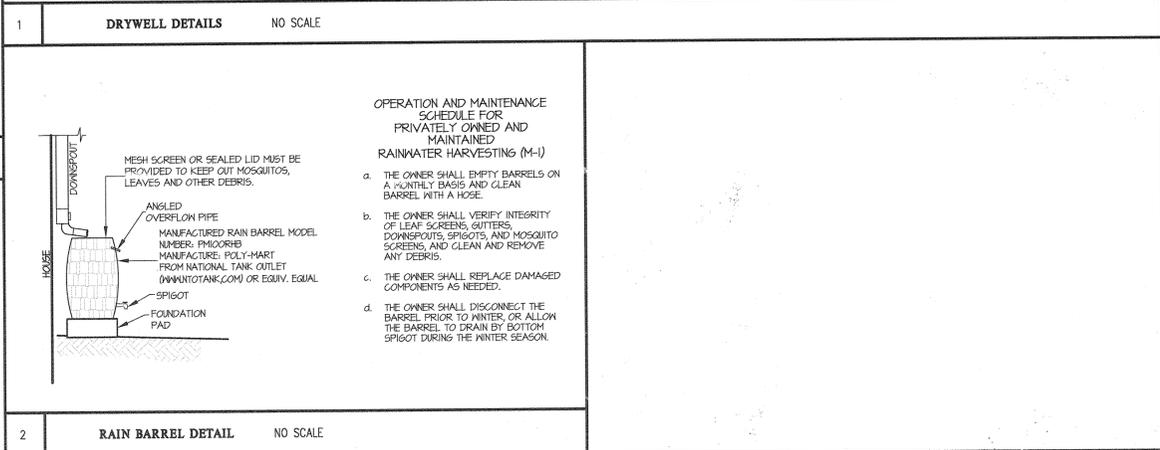 1 DRYWELL DETAILS NO SCALE
DOWNSPOUT
HOUSE
MESH SCREEN OR SEALED LID MUST BE
PROVIDED TO KEEP OUT MOSQUITOS,
LEAVES AND OTHER DEBRIS.
ANGLED
OVERFLOW PIPE
MANUFACTURED RAIN BARREL MODEL
NUMBER: PM100RHB
MANUFACTURE: POLY-MART
FROM NATIONAL TANK OUTLET
(WWW.NTOTANK.COM) OR EQUIV. EQUAL
SPIGOT
FOUNDATION
PAD
OPERATION AND MAINTENANCE
SCHEDULE FOR
PRIVATELY OWNED AND
MAINTAINED
RAINWATER HARVESTING (M-1)
a. THE OWNER SHALL EMPTY BARRELS ON
A MONTHLY BASIS AND CLEAN
BARREL WITH A HOSE.
b. THE OWNER SHALL VERIFY INTEGRITY
OF LEAF SCREENS, GUTTERS,
DOWNSPOUTS, SPIGOTS, AND MOSQUITO
SCREENS, AND CLEAN AND REMOVE
ANY DEBRIS.
c. THE OWNER SHALL REPLACE DAMAGED
COMPONENTS AS NEEDED.
d. THE OWNER SHALL DISCONNECT THE
BARREL PRIOR TO WINTER, OR ALLOW
THE BARREL TO DRAIN BY BOTTOM
SPIGOT DURING THE WINTER SEASON.
2 RAIN BARREL DETAIL NO SCALE